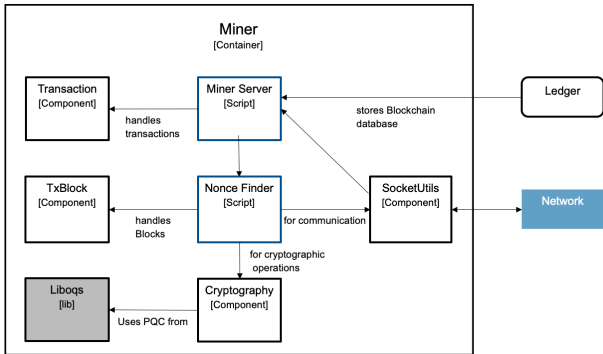 Miner
[Container]
Transaction
[Component]
Miner Server
[Script]
Ledger
handles
transactions
stores Blockchain
database
TxBlock
[Component]
Nonce Finder
[Script]
SocketUtils
[Component]
Network
handles
Blocks
for communication
for cryptographic
operations
Liboqs
[lib]
Cryptography
[Component]
Uses PQC from